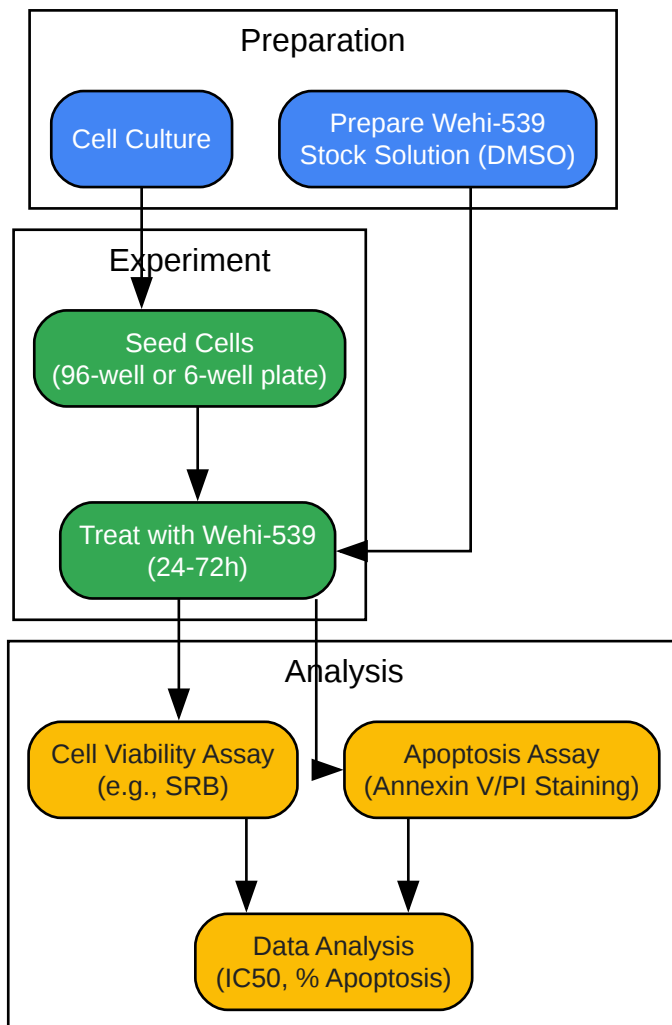 Preparation
Cell Culture
Prepare Wehi-539
Stock Solution (DMSO)
Experiment
Seed Cells
(96-well or 6-well plate)
Treat with Wehi-539
(24-72h)
Analysis
Cell Viability Assay
(e.g., SRB)
Apoptosis Assay
(Annexin V/PI Staining)
Data Analysis
(IC50, % Apoptosis)